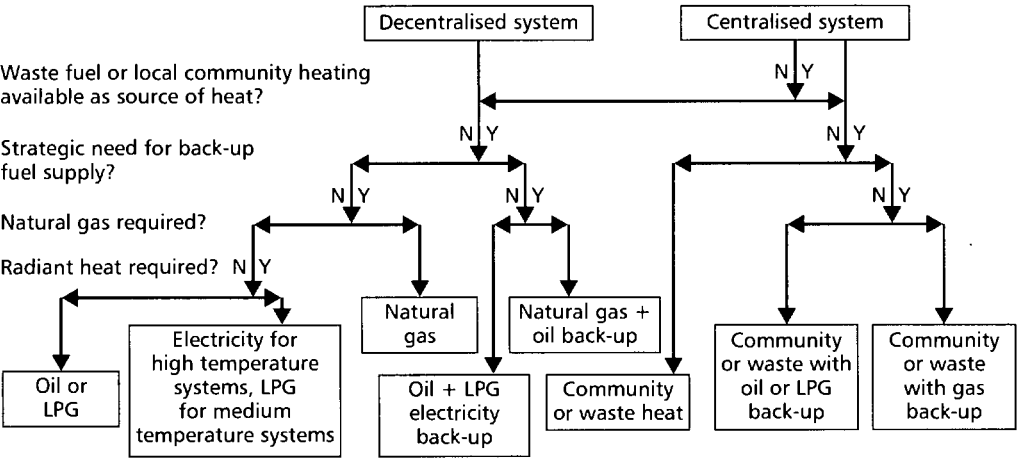 Decentralised system
Centralised system
Waste fuel or local community heating
available as source of heat?
N Y
N Y
N Y
Strategic need for back-up
fuel supply?
N Y
N Y
N Y
Natural gas required?
Radiant heat required?
N Y
Oil or
LPG
Electricity for
high temperature
systems, LPG
for medium
temperature systems
Natural
gas
Oil + LPG
electricity
back-up
Natural gas +
oil back-up
Community
or waste heat
Community
or waste with
oil or LPG
back-up
Community
or waste
with gas
back-up